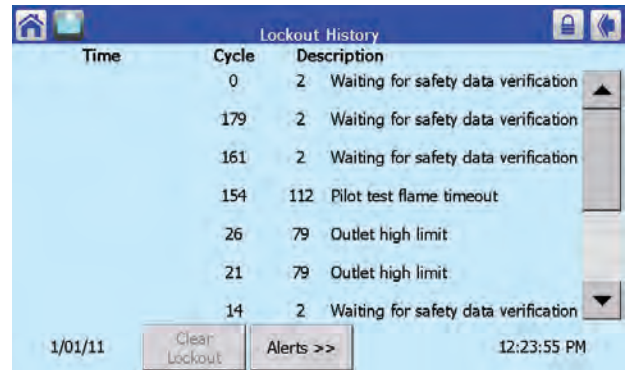 Lockout History
Time Cycle Description
0 2 Waiting for safety data verification
179 2 Waiting for safety data verification
161 2 Waiting for safety data verification
154 112 Pilot test flame timeout
26 79 Outlet high limit
21 79 Outlet high limit
14 2 Waiting for safety data verification
1/01/11 Clear Lockout Alerts >> 12:23:55 PM